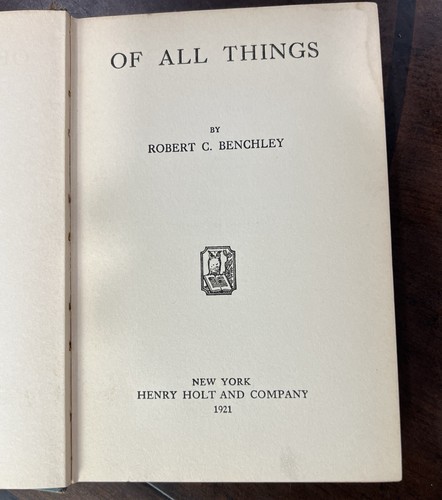 OF ALL THINGS
BY
ROBERT C. BENCHLEY
NEW YORK
HENRY HOLT AND COMPANY
1921